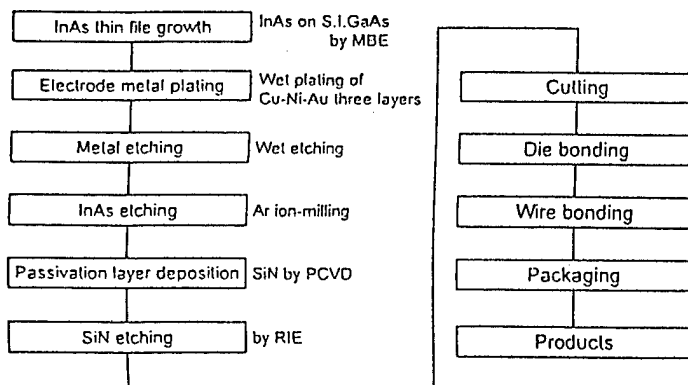 InAs thin file growth
InAs on S.I.GaAs
by MBE
Electrode metal plating
Wet plating of
Cu-Ni-Au three layers
Metal etching
Wet etching
InAs etching
Ar ion-milling
Passivation layer deposition
SiN by PCVD
SiN etching
by RIE
Cutting
Die bonding
Wire bonding
Packaging
Products